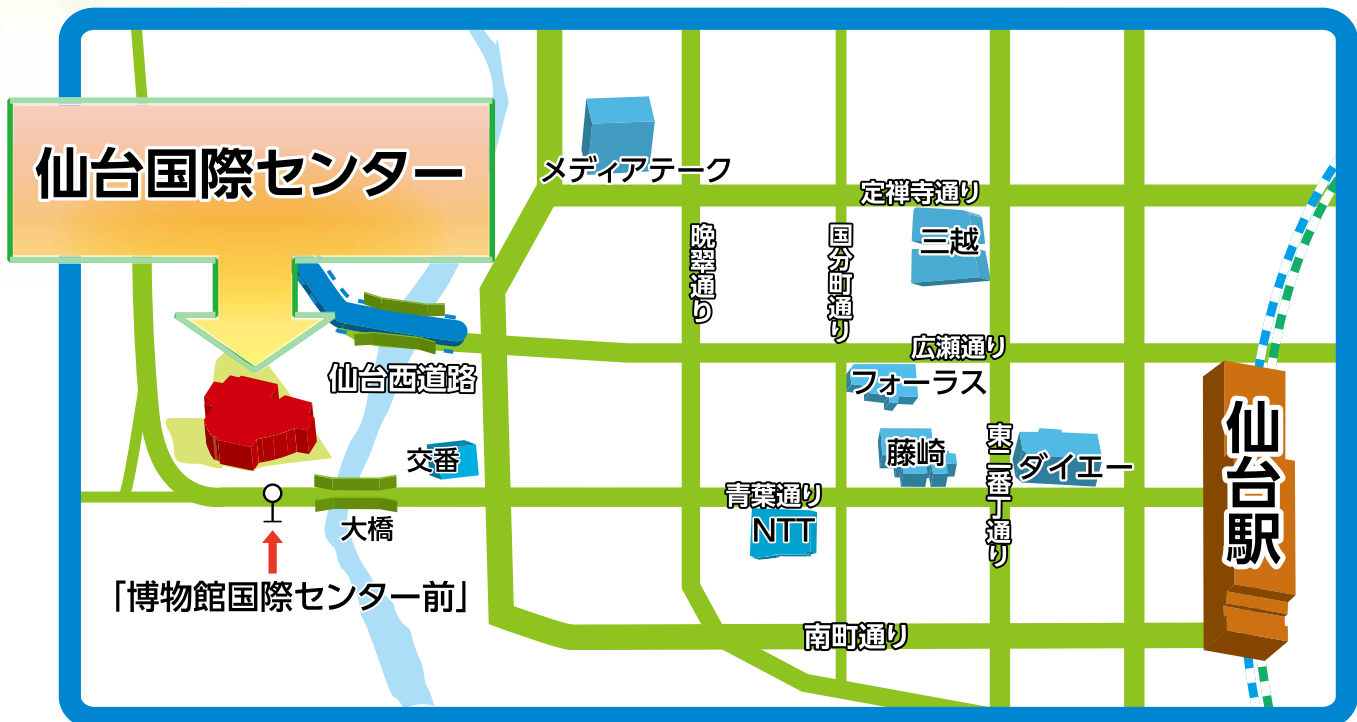 仙台国際センター
メディアテーク
定禅寺通り
三越
晩翠通り
国分町通り
広瀬通り
フォーラス
仙台西道路
東二番丁通り
藤崎
ダイエー
交番
仙台駅
青葉通り
NTT
大橋
「博物館国際センター前」
南町通り